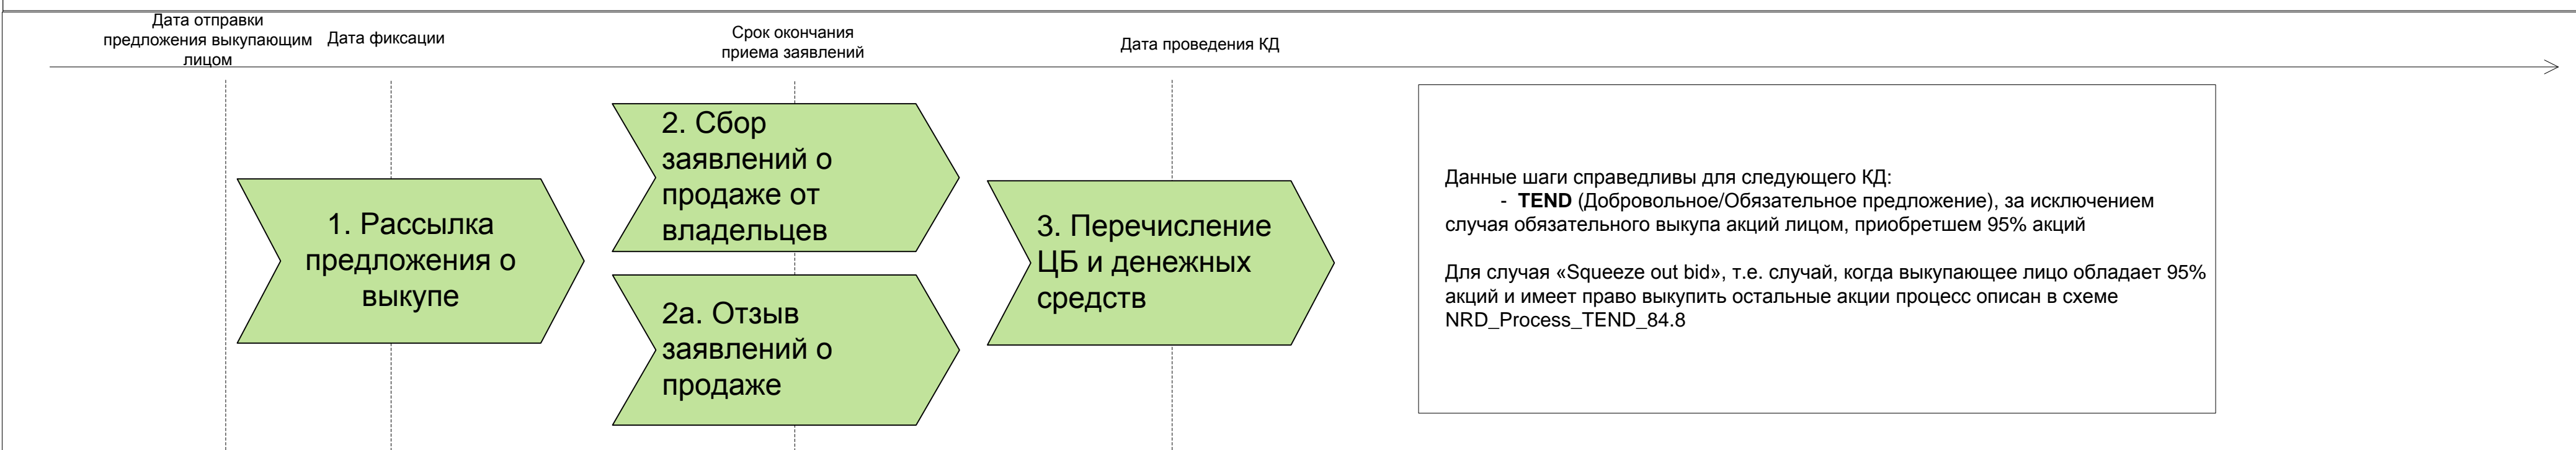 Дата отправки
предложения выкупающим
лицом
Дата фиксации
Срок окончания
приема заявлений
Дата проведения КД
1. Рассылка
предложения о
выкупе
2. Сбор
заявлений о
продаже от
владельцев
2а. Отзыв
заявлений о
продаже
3. Перечисление
ЦБ и денежных
средств
Данные шаги справедливы для следующего КД:
- TEND (Добровольное/Обязательное предложение), за исключением
случая обязательного выкупа акций лицом, приобретшем 95% акций
Для случая «Squeeze out bid», т.е. случай, когда выкупающее лицо обладает 95%
акций и имеет право выкупить остальные акции процесс описан в схеме
NRD_Process_TEND_84.8